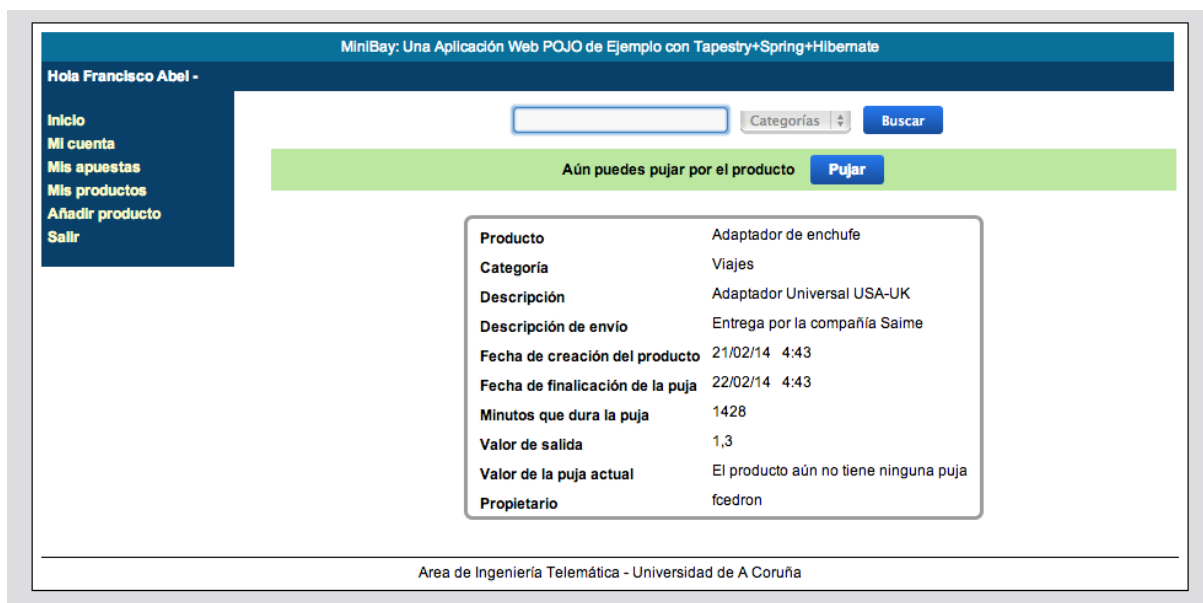 MiniBay: Una Aplicación Web POJO de Ejemplo con Tapestry+Spring+Hibernate
Hola Francisco Abel -
Inicio
Mi cuenta
Mis apuestas
Mis productos
Añadir producto
Salir
Categorías Buscar
Aún puedes pujar por el producto Pujar
Producto Adaptador de enchufe
Categoría Viajes
Descripción Adaptador Universal USA-UK
Descripción de envío Entrega por la compañía Saime
Fecha de creación del producto 21/02/14 4:43
Fecha de finalicación de la puja 22/02/14 4:43
Minutos que dura la puja 1428
Valor de salida 1,3
Valor de la puja actual El producto aún no tiene ninguna puja
Propietario fcedron
Area de Ingeniería Telemática - Universidad de A Coruña